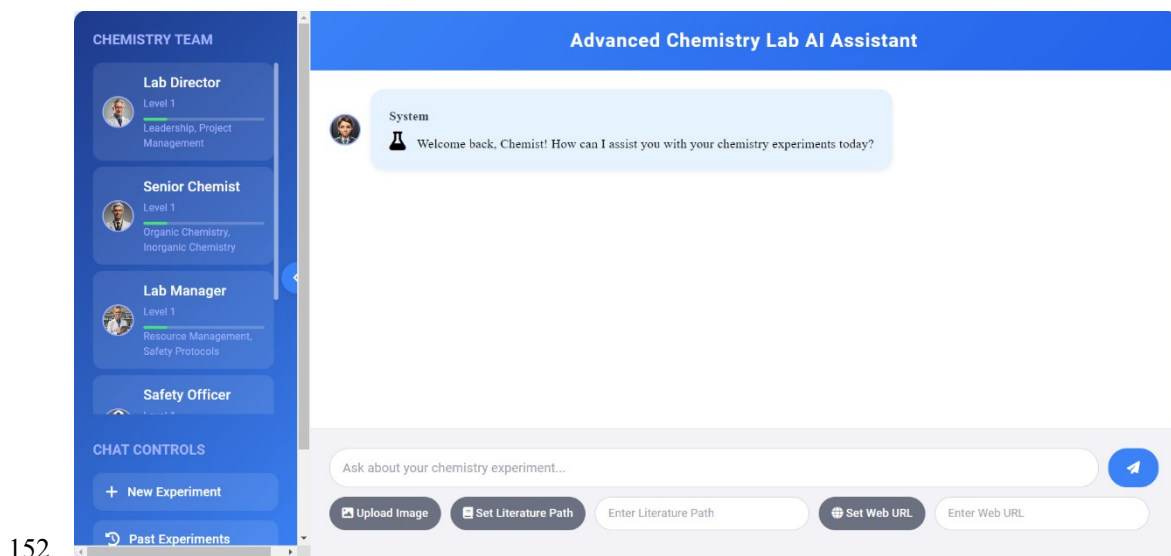 CHEMISTRY TEAM
Lab Director
Level 1
Leadership, Project
Management
Senior Chemist
Level 1
Organic Chemistry,
Inorganic Chemistry
Lab Manager
Level 1
Resource Management,
Safety Protocols
Safety Officer
CHAT CONTROLS
+ New Experiment
Past Experiments
Advanced Chemistry Lab AI Assistant
System
Welcome back, Chemist! How can I assist you with your chemistry experiments today?
Ask about your chemistry experiment...
Upload Image Set Literature Path Enter Literature Path Set Web URL Enter Web URL
152